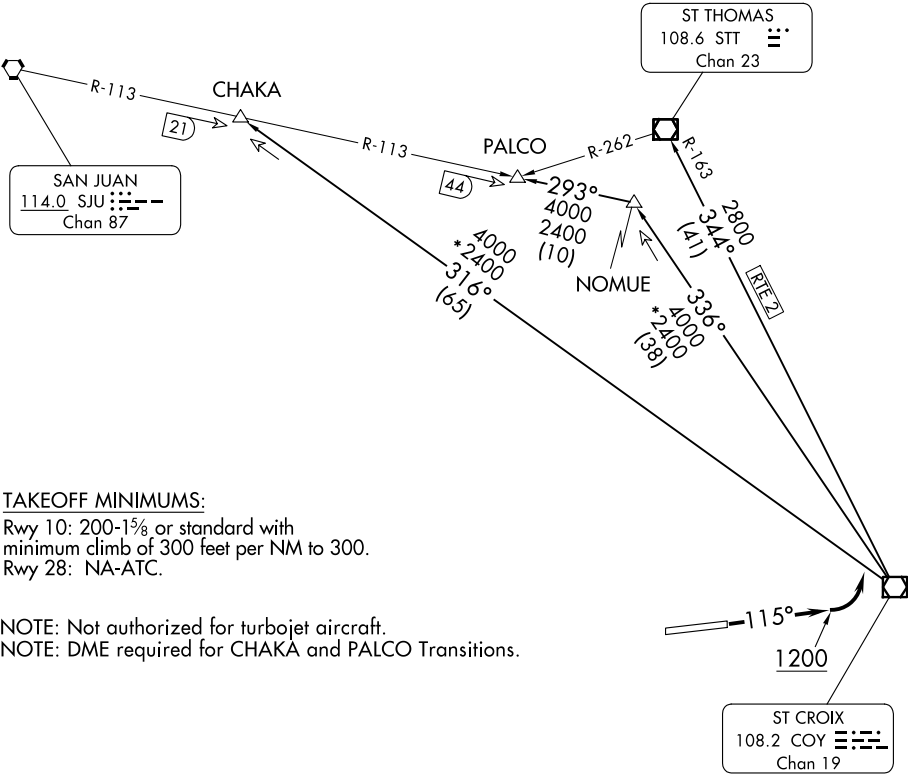 ST THOMAS
108.6 STT
Chan 23
R-113
CHAKA
21
R-113
PALCO
44
R-262
R-163
SAN JUAN
114.0 SJU
Chan 87
293°
4000
2400
(10)
NOMUE
2800
344°
(41)
RTE 2
4000
*2400
316°
(65)
336°
4000
*2400
(38)
TAKEOFF MINIMUMS:
Rwy 10: 200-1⅝ or standard with
minimum climb of 300 feet per NM to 300.
Rwy 28: NA-ATC.
NOTE: Not authorized for turbojet aircraft.
NOTE: DME required for CHAKA and PALCO Transitions.
115°
1200
ST CROIX
108.2 COY
Chan 19